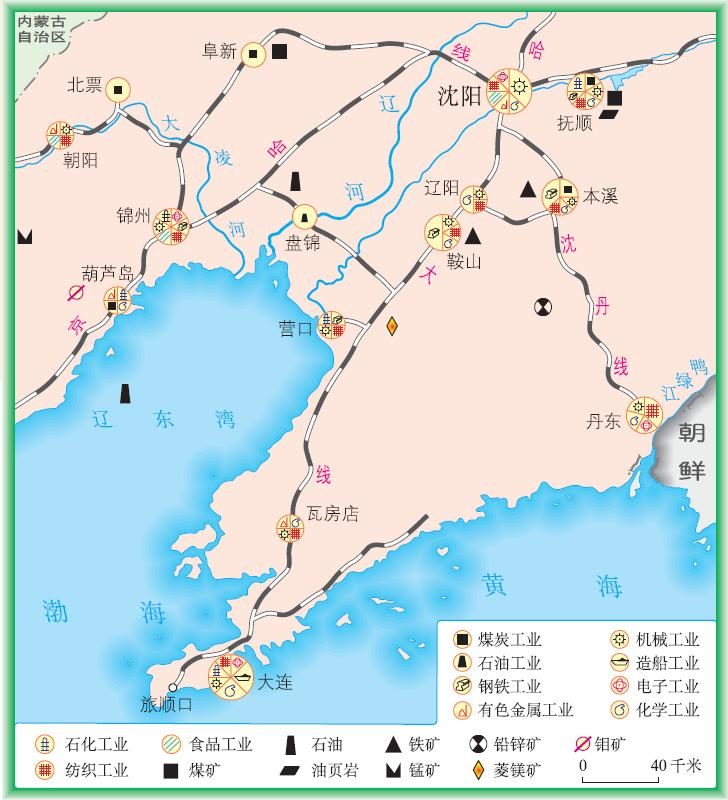 内蒙古
自治区
阜新
线
哈
北票
沈阳
抚顺
辽
大
凌
河
朝阳
哈
河
辽阳
本溪
锦州
盘锦
鞍山
沈
丹
线
大
葫芦岛
京
营口
鸭
绿
江
丹东
朝
鲜
辽东湾
线
瓦房店
黄海
渤海
大连
旅顺口
煤炭工业 机械工业
石油工业 造船工业
钢铁工业 电子工业
有色金属工业 化学工业
石化工业 食品工业 石油 铁矿 铅锌矿 钼矿
纺织工业 煤矿 油页岩 锰矿 菱镁矿 0 40千米